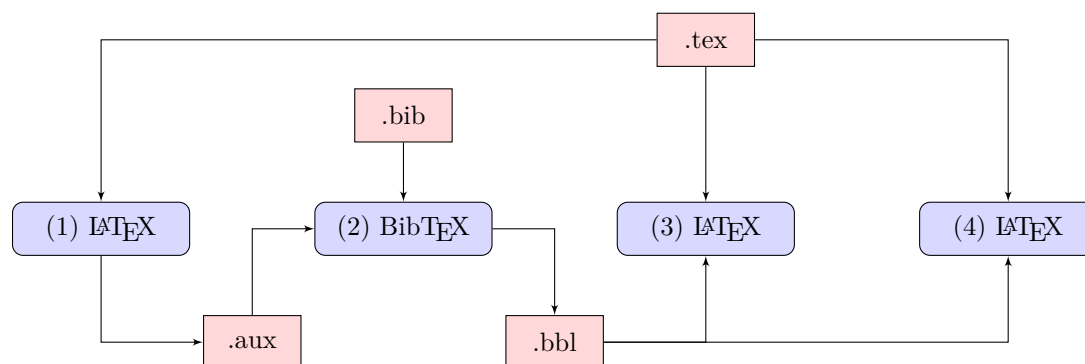 .tex
.bib
(1) LATEX
(2) BibTEX
(3) LATEX
(4) LATEX
.aux
.bbl